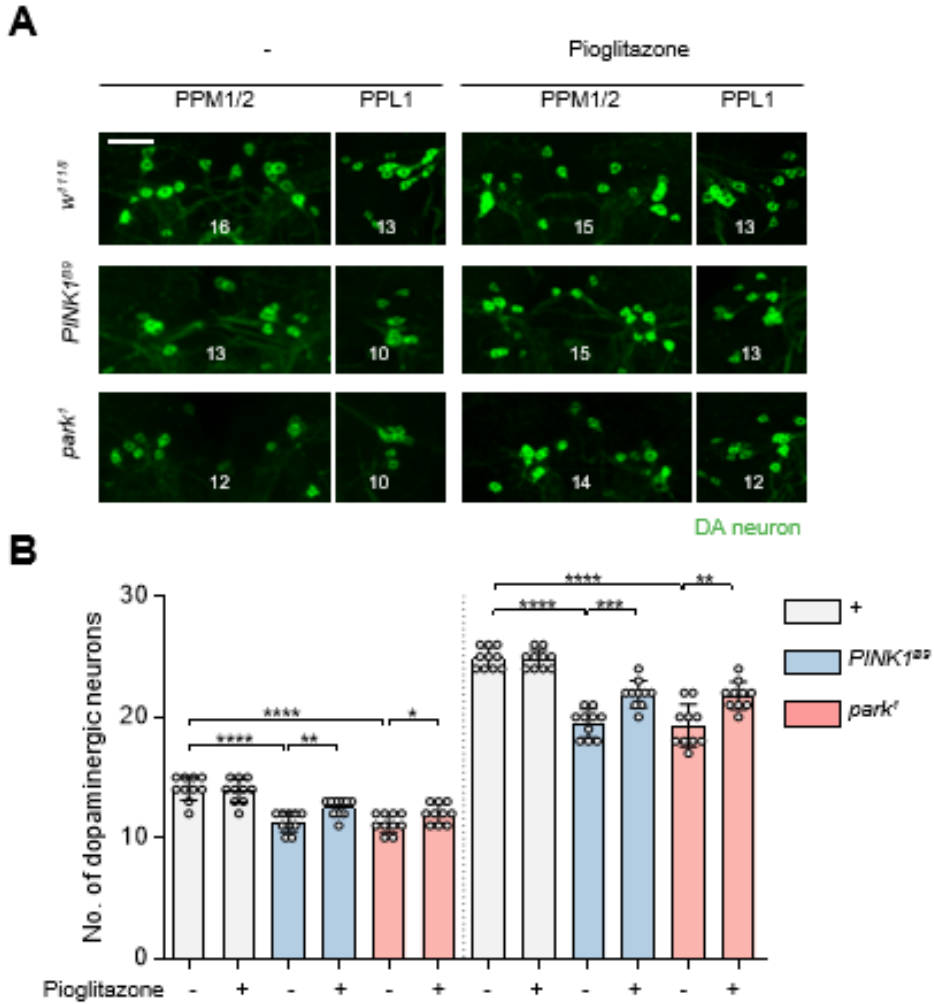 A
- Pioglitazone
PPM1/2 PPL1 PPM1/2 PPL1
w1118
16 13 15 13
PINK1B9
13 10 15 13
park1
12 10 14 12
DA neuron
B
No. of dopaminergic neurons
30
20
10
0
**** **
**** *** 
**** *
**** **
+
PINK1B9
park1
Pioglitazone - + - + - + - + - + - +